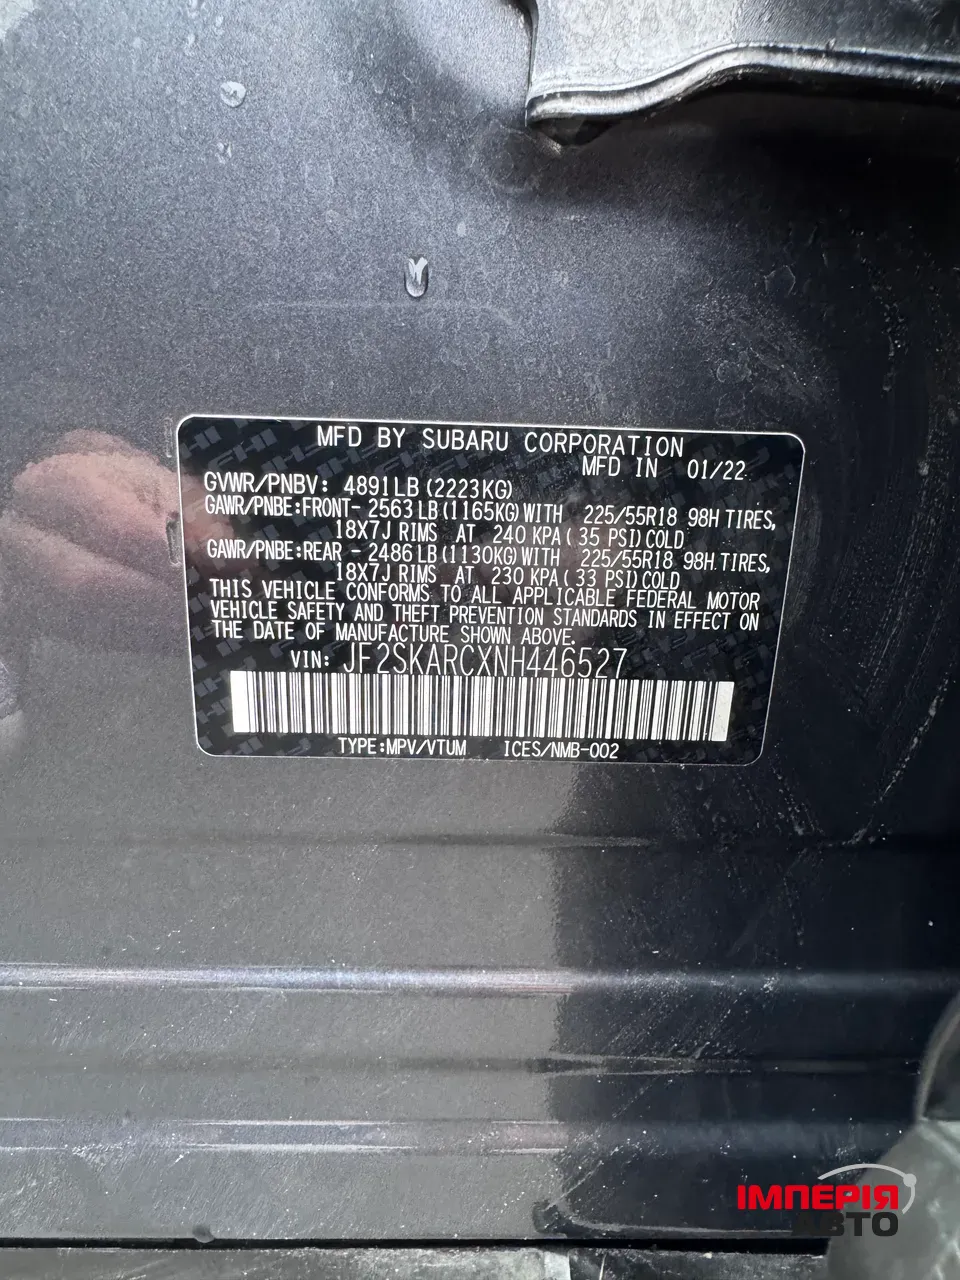 MFD BY SUBARU CORPORATION
MFD IN 01/22
GVWR/PNBV: 4891LB(2223KG)
GAWR/PNBE:FRONT- 2563LB(1165KG)WITH 225/55R18 98H TIRES,
18X7J RIMS AT 240 KPA( 35 PSI)COLD
GAWR/PNBE:REAR - 2486LB(1130KG)WITH 225/55R18 98H TIRES,
18X7J RIMS AT 230 KPA( 33 PSI)COLD
THIS VEHICLE CONFORMS TO ALL APPLICABLE FEDERAL MOTOR
VEHICLE SAFETY AND THEFT PREVENTION STANDARDS IN EFFECT ON
THE DATE OF MANUFACTURE SHOWN ABOVE.
VIN: JF2SKARCXNH446527
TYPE:MPV/VTUM ICES/NMB-002
ІМПЕРІЯ
АВТО